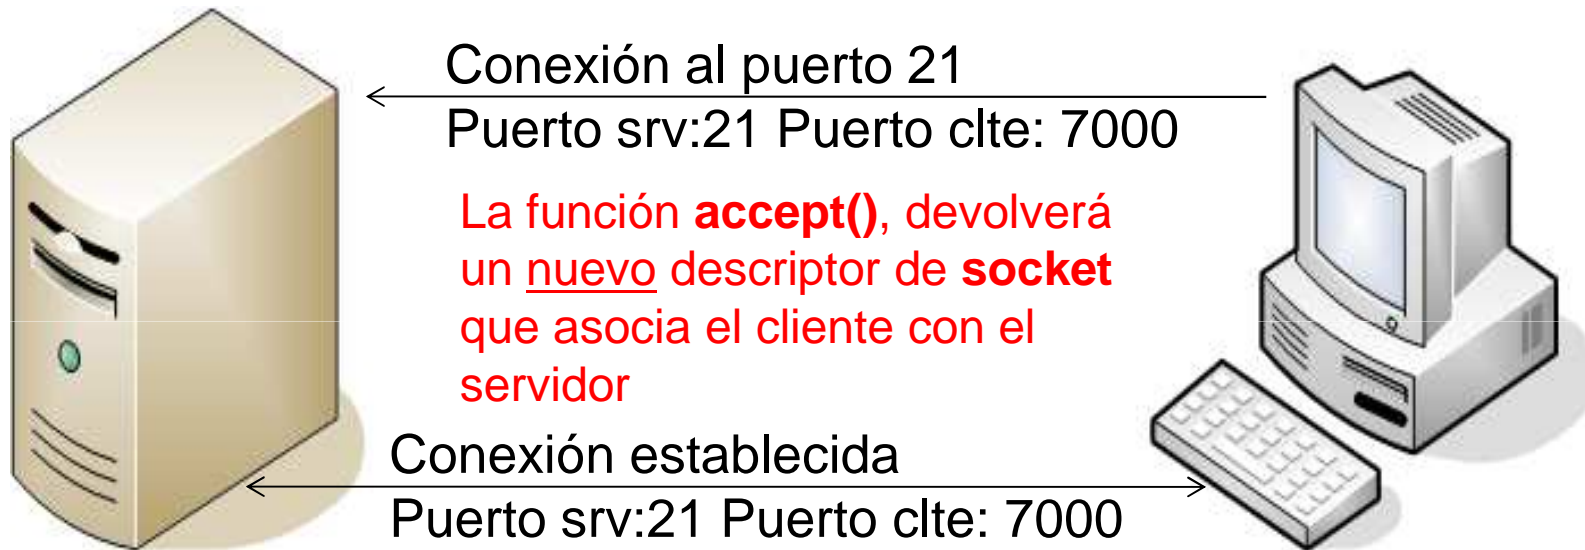 Conexión al puerto 21
Puerto srv:21 Puerto clte: 7000
La función accept(), devolverá
un nuevo descriptor de socket
que asocia el cliente con el
servidor
Conexión establecida
Puerto srv:21 Puerto clte: 7000